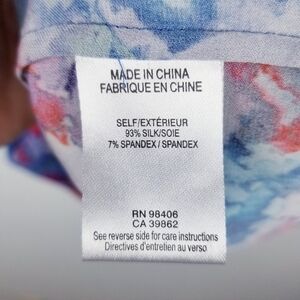 MADE IN CHINA
FABRIQUE EN CHINE
SELF/EXTÉRIEUR
93% SILK/SOIE
7% SPANDEX / SPANDEX
RN 98406
CA 39862
See reverse side for care instructions
Directives d'entretien au verso